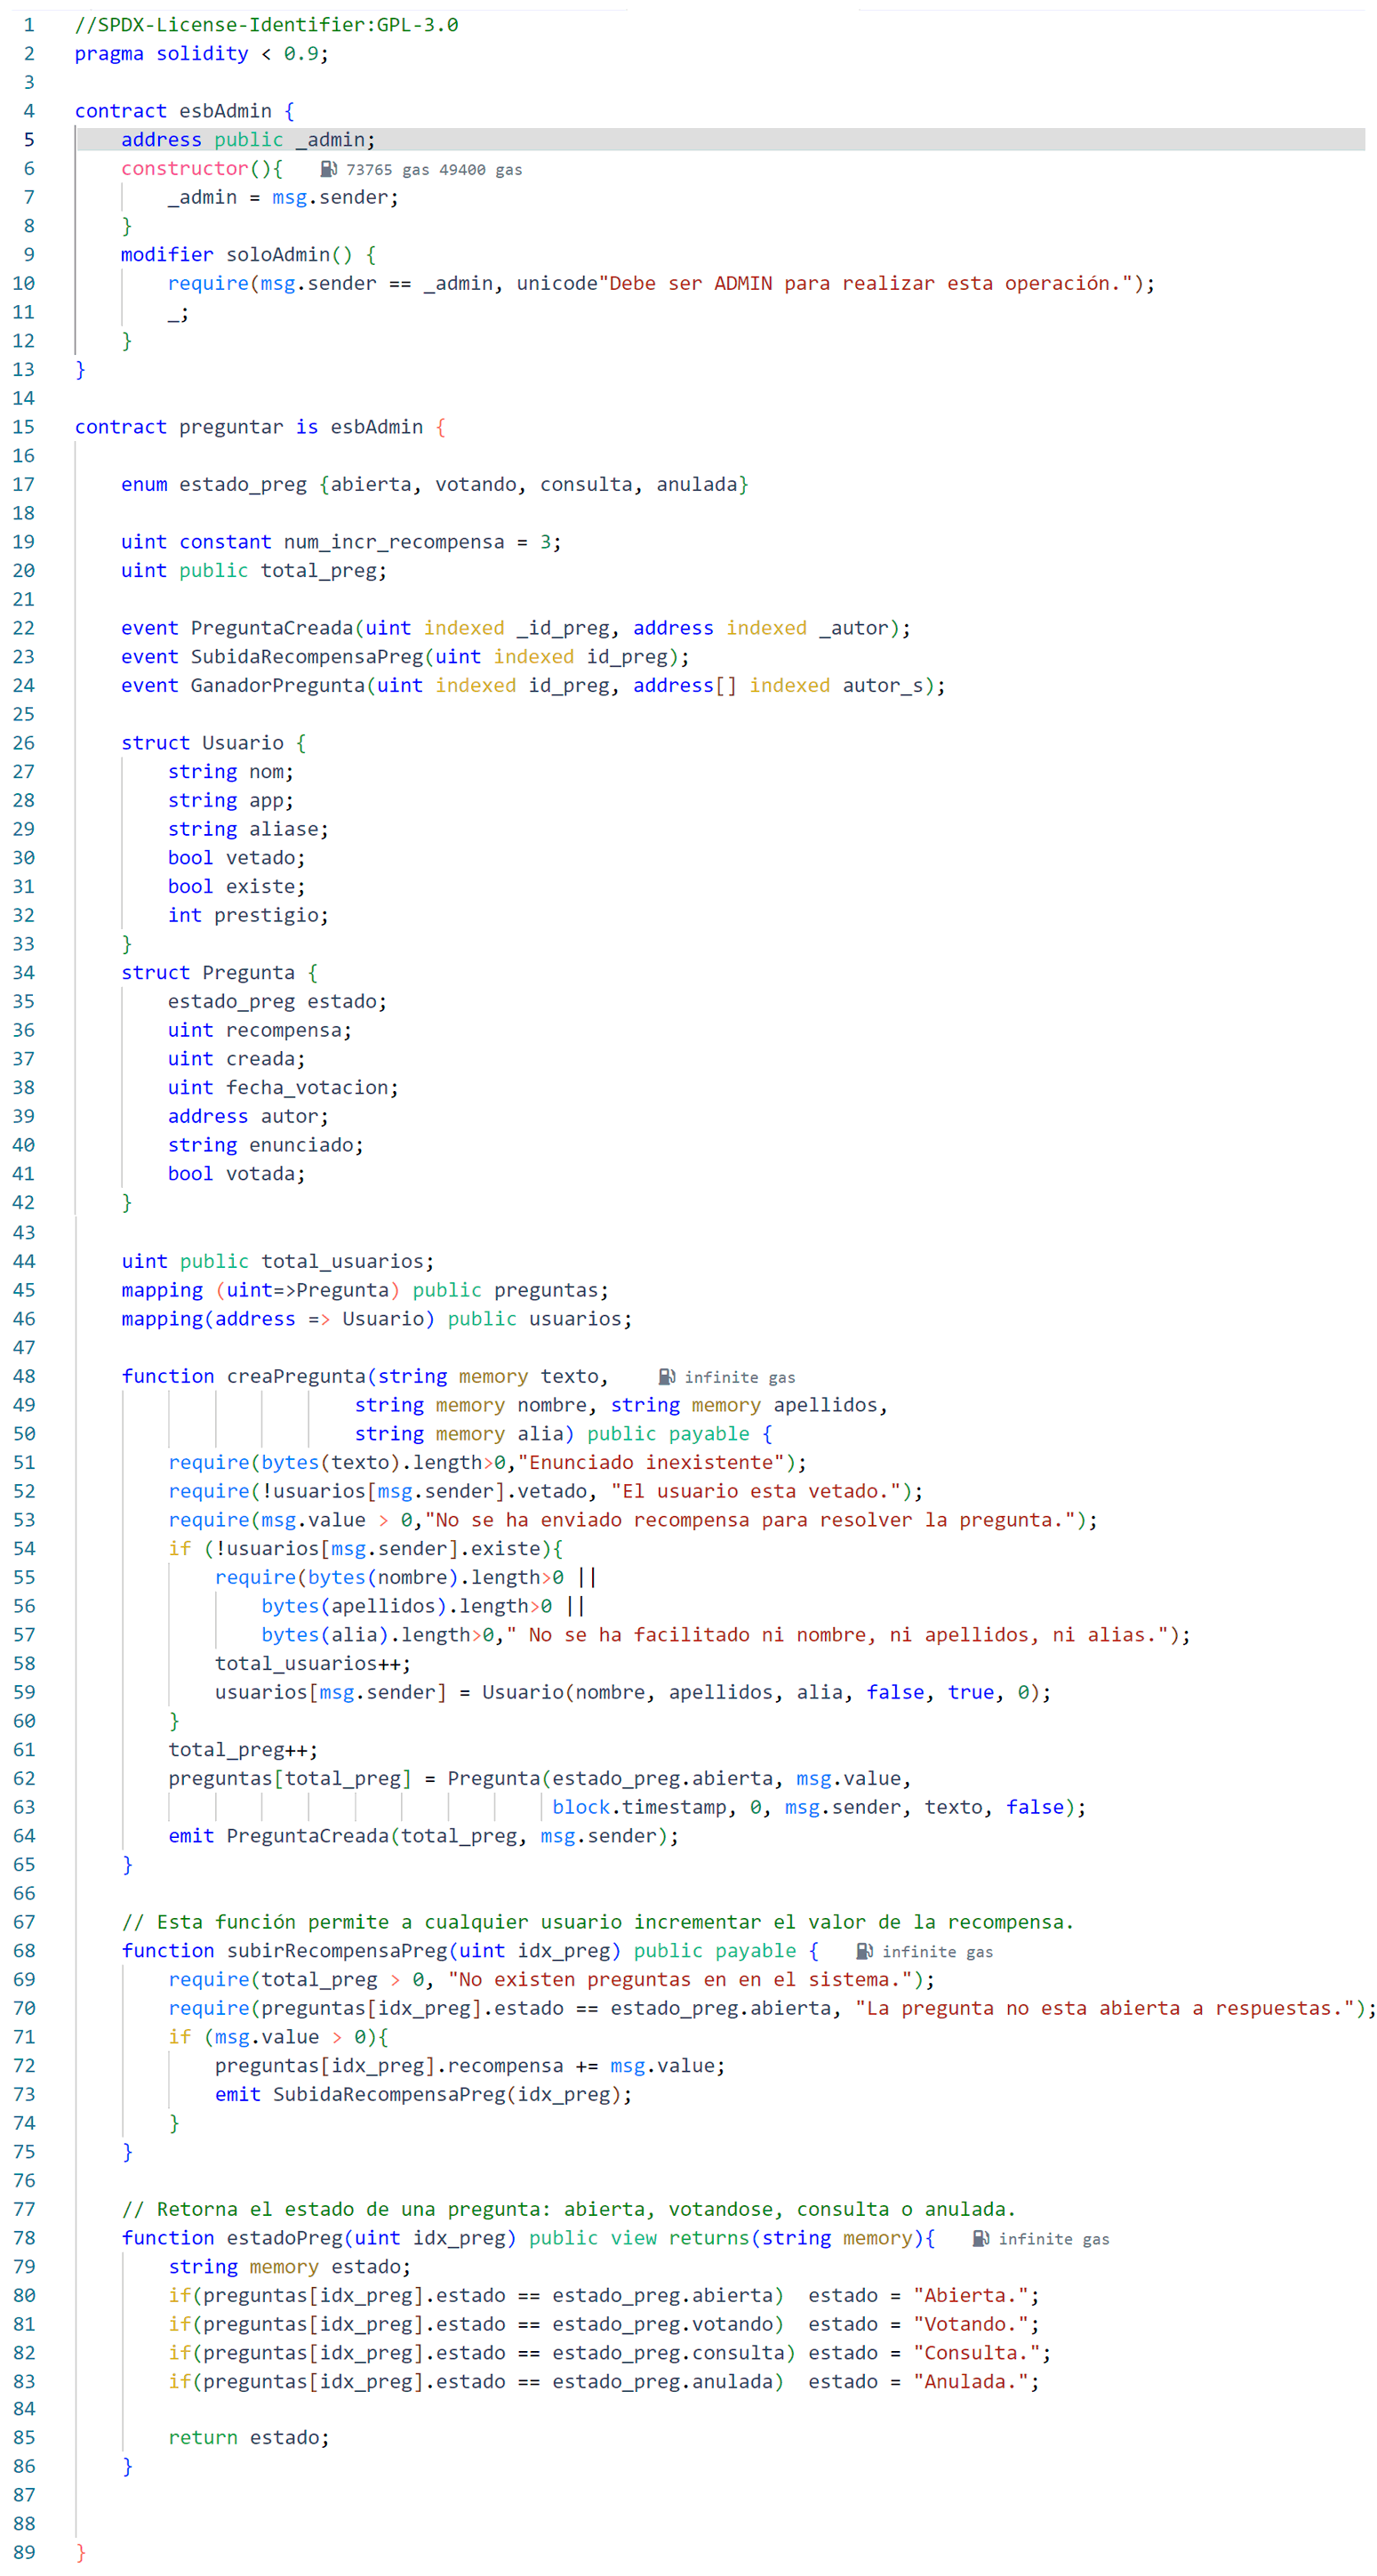 1 //SPDX-License-Identifier:GPL-3.0
2 pragma solidity < 0.9;
3
4 contract esbAdmin {
5     address public _admin;
6     constructor(){ 73765 gas 49400 gas
7         _admin = msg.sender;
8     }
9     modifier soloAdmin() {
10         require(msg.sender == _admin, unicode"Debe ser ADMIN para realizar esta operación.");
11         _;
12     }
13 }
14
15 contract preguntar is esbAdmin {
16
17     enum estado_preg {abierta, votando, consulta, anulada}
18
19     uint constant num_incr_recompensa = 3;
20     uint public total_preg;
21
22     event PreguntaCreada(uint indexed _id_preg, address indexed _autor);
23     event SubidaRecompensaPreg(uint indexed id_preg);
24     event GanadorPregunta(uint indexed id_preg, address[] indexed autor_s);
25
26     struct Usuario {
27         string nom;
28         string app;
29         string aliase;
30         bool vetado;
31         bool existe;
32         int prestigio;
33     }
34     struct Pregunta {
35         estado_preg estado;
36         uint recompensa;
37         uint creada;
38         uint fecha_votacion;
39         address autor;
40         string enunciado;
41         bool votada;
42     }
43
44     uint public total_usuarios;
45     mapping (uint=>Pregunta) public preguntas;
46     mapping(address => Usuario) public usuarios;
47
48     function creaPregunta(string memory texto, infinite gas
49                         string memory nombre, string memory apellidos,
50                         string memory alia) public payable {
51         require(bytes(texto).length>0,"Enunciado inexistente");
52         require(!usuarios[msg.sender].vetado, "El usuario esta vetado.");
53         require(msg.value > 0,"No se ha enviado recompensa para resolver la pregunta.");
54         if (!usuarios[msg.sender].existe){
55             require(bytes(nombre).length>0 ||
56                 bytes(apellidos).length>0 ||
57                 bytes(alia).length>0," No se ha facilitado ni nombre, ni apellidos, ni alias.");
58             total_usuarios++;
59             usuarios[msg.sender] = Usuario(nombre, apellidos, alia, false, true, 0);
60         }
61         total_preg++;
62         preguntas[total_preg] = Pregunta(estado_preg.abierta, msg.value,
63                                          block.timestamp, 0, msg.sender, texto, false);
64         emit PreguntaCreada(total_preg, msg.sender);
65     }
66
67     // Esta función permite a cualquier usuario incrementar el valor de la recompensa.
68     function subirRecompensaPreg(uint idx_preg) public payable { infinite gas
69         require(total_preg > 0, "No existen preguntas en en el sistema.");
70         require(preguntas[idx_preg].estado == estado_preg.abierta, "La pregunta no esta abierta a respuestas.");
71         if (msg.value > 0){
72             preguntas[idx_preg].recompensa += msg.value;
73             emit SubidaRecompensaPreg(idx_preg);
74         }
75     }
76
77     // Retorna el estado de una pregunta: abierta, votandose, consulta o anulada.
78     function estadoPreg(uint idx_preg) public view returns(string memory){ infinite gas
79         string memory estado;
80         if(preguntas[idx_preg].estado == estado_preg.abierta)  estado = "Abierta.";
81         if(preguntas[idx_preg].estado == estado_preg.votando)  estado = "Votando.";
82         if(preguntas[idx_preg].estado == estado_preg.consulta) estado = "Consulta.";
83         if(preguntas[idx_preg].estado == estado_preg.anulada)  estado = "Anulada.";
84
85         return estado;
86     }
87
88
89 }